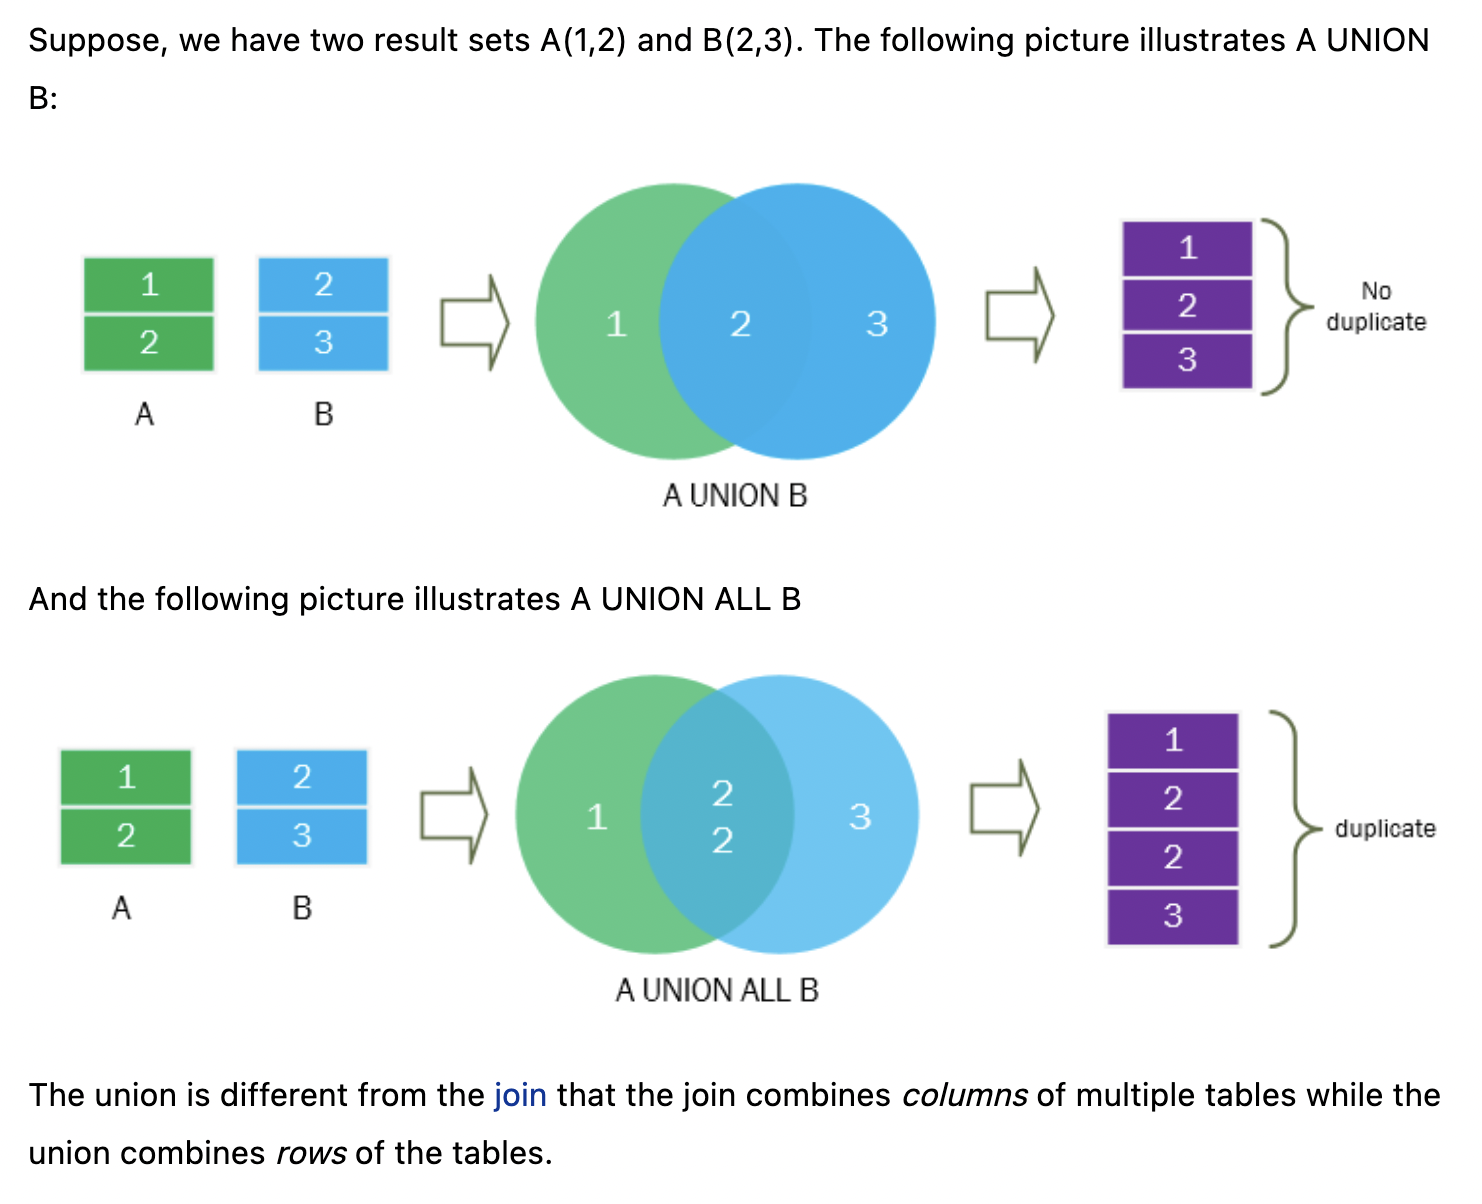 Suppose, we have two result sets A(1,2) and B(2,3). The following picture illustrates A UNION
B:
1
2
A
2
3
B
1
2
3
A UNION B
1
2
3
No
duplicate
And the following picture illustrates A UNION ALL B
1
2
A
2
3
B
1
2
2
3
A UNION ALL B
1
2
2
3
duplicate
The union is different from the join that the join combines columns of multiple tables while the
union combines rows of the tables.